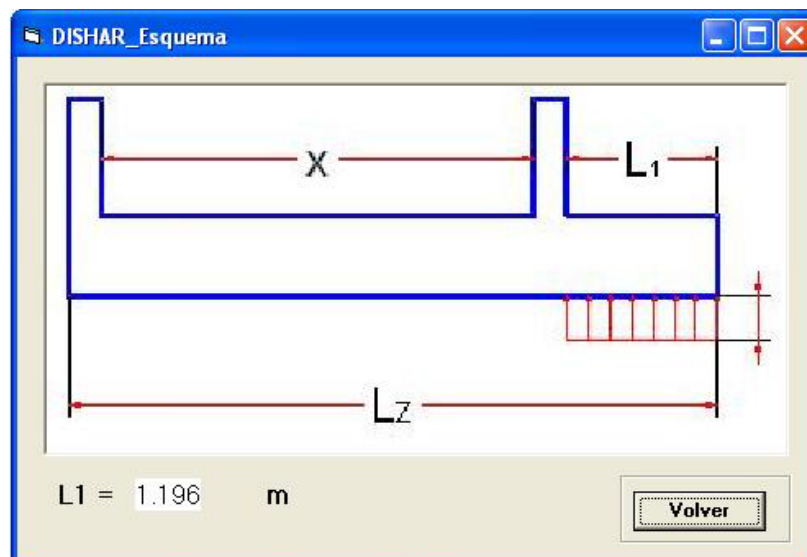 DISHAR_Esquema
X
L1
LZ
L1 = 1.196 m
Volver